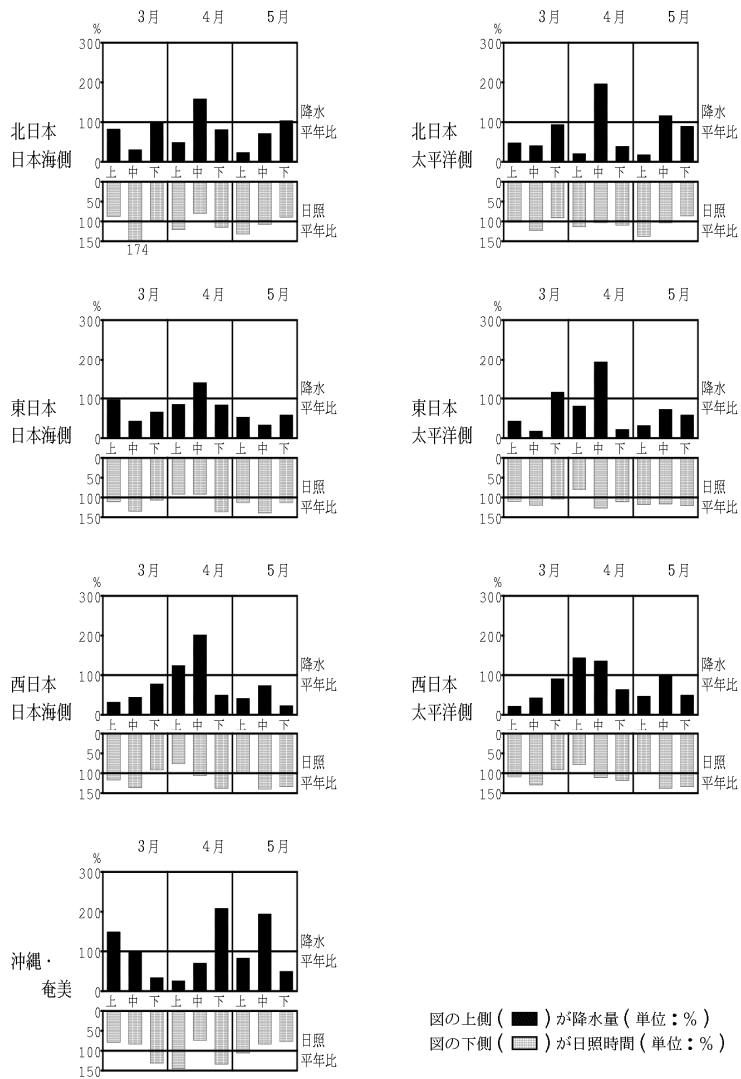 3月 4月 5月
%
300
200
100
0
降水
平年比
北日本
日本海側
上 中 下 上 中 下 上 中 下
0
50
100
150
日照
平年比
174
3月 4月 5月
%
300
200
100
0
降水
平年比
北日本
太平洋側
上 中 下 上 中 下 上 中 下
0
50
100
150
日照
平年比
3月 4月 5月
%
300
200
100
0
降水
平年比
東日本
日本海側
上 中 下 上 中 下 上 中 下
0
50
100
150
日照
平年比
3月 4月 5月
%
300
200
100
0
降水
平年比
東日本
太平洋側
上 中 下 上 中 下 上 中 下
0
50
100
150
日照
平年比
3月 4月 5月
%
300
200
100
0
降水
平年比
西日本
日本海側
上 中 下 上 中 下 上 中 下
0
50
100
150
日照
平年比
3月 4月 5月
%
300
200
100
0
降水
平年比
西日本
太平洋側
上 中 下 上 中 下 上 中 下
0
50
100
150
日照
平年比
3月 4月 5月
%
300
200
100
0
降水
平年比
沖縄・
奄美
上 中 下 上 中 下 上 中 下
0
50
100
150
日照
平年比
図の上側(■)が降水量(単位:%)
図の下側( )が日照時間(単位:%)